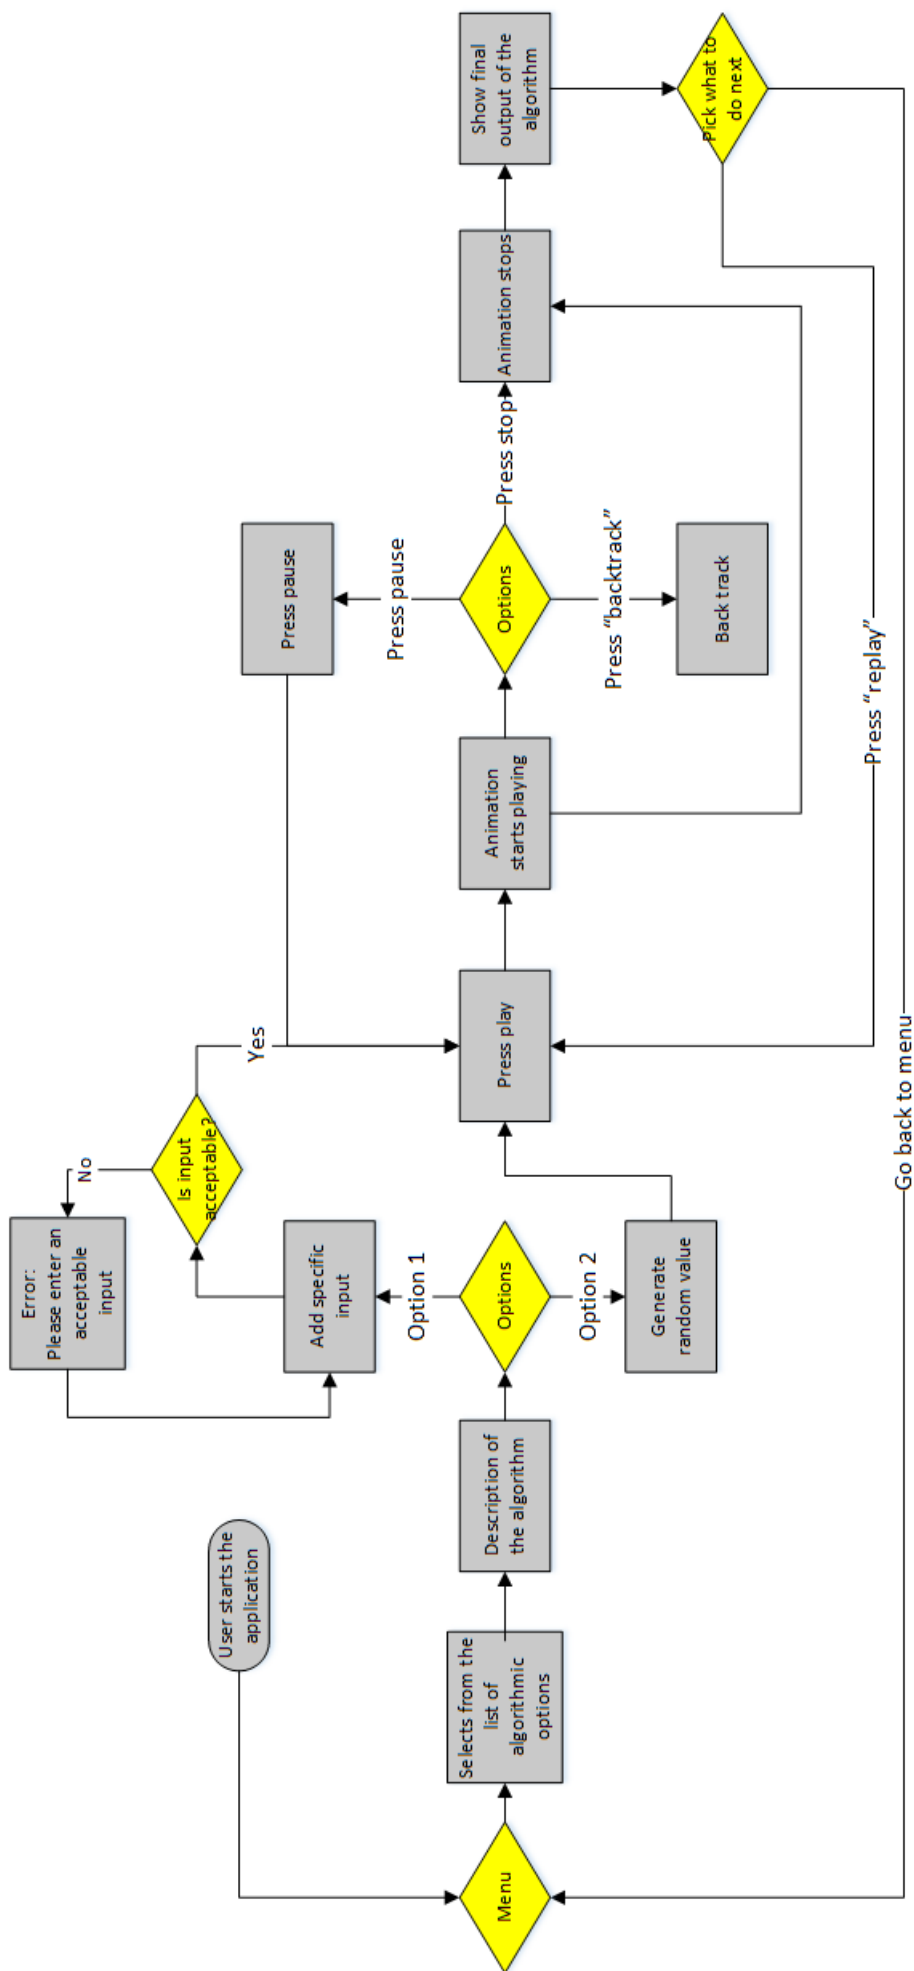 User starts the
application
Menu
Selects from the
list of
algorithmic
options
Description of
the algorithm
Options
Option 1
Add specific
input
Is input
acceptable?
No
Error:
Please enter an
acceptable
input
Yes
Option 2
Generate
random value
Press play
Animation
starts playing
Options
Press pause
Press pause
Press “backtrack”
Back track
Press stop
Animation stops
Show final
output of the
algorithm
Pick what to
do next
Press “replay”
Go back to menu